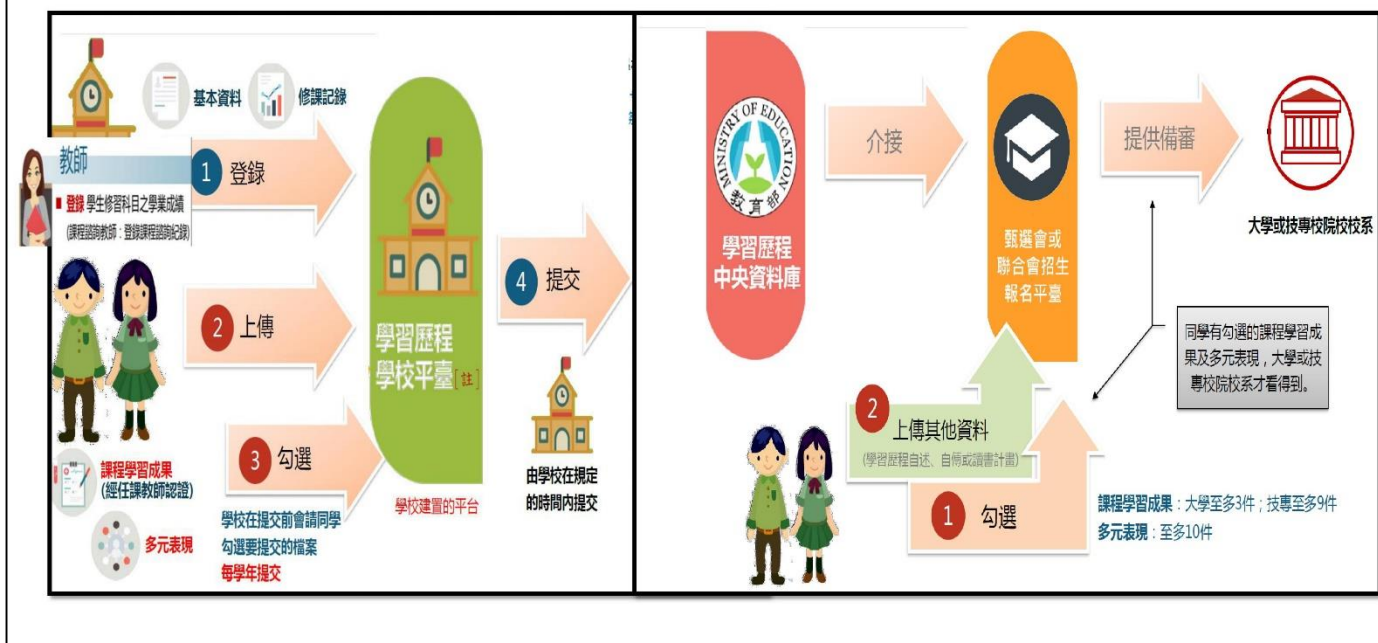 基本資料
修課記錄
教師
■ 登錄 學生修習科目之學業成績
(課程諮詢教師：登錄課程諮詢紀錄)
1 登錄
2 上傳
3 勾選
課程學習成果
(經任課教師認證)
多元表現
學校在提交前會請同學
勾選要提交的檔案
每學年提交
學習歷程
學校平臺[註]
學校建置的平台
4 提交
由學校在規定
的時間內提交
MINISTRY OF EDUCATION
教育部
學習歷程
中央資料庫
介接
甄選會或
聯合會招生
報名平臺
提供備審
大學或技專校院校系
同學有勾選的課程學習成
果及多元表現，大學或技
專校院校系才看得到。
2 上傳其他資料
(學習歷程自述、自傳或讀書計畫)
1 勾選
課程學習成果：大學至多3件；技專至多9件
多元表現：至多10件